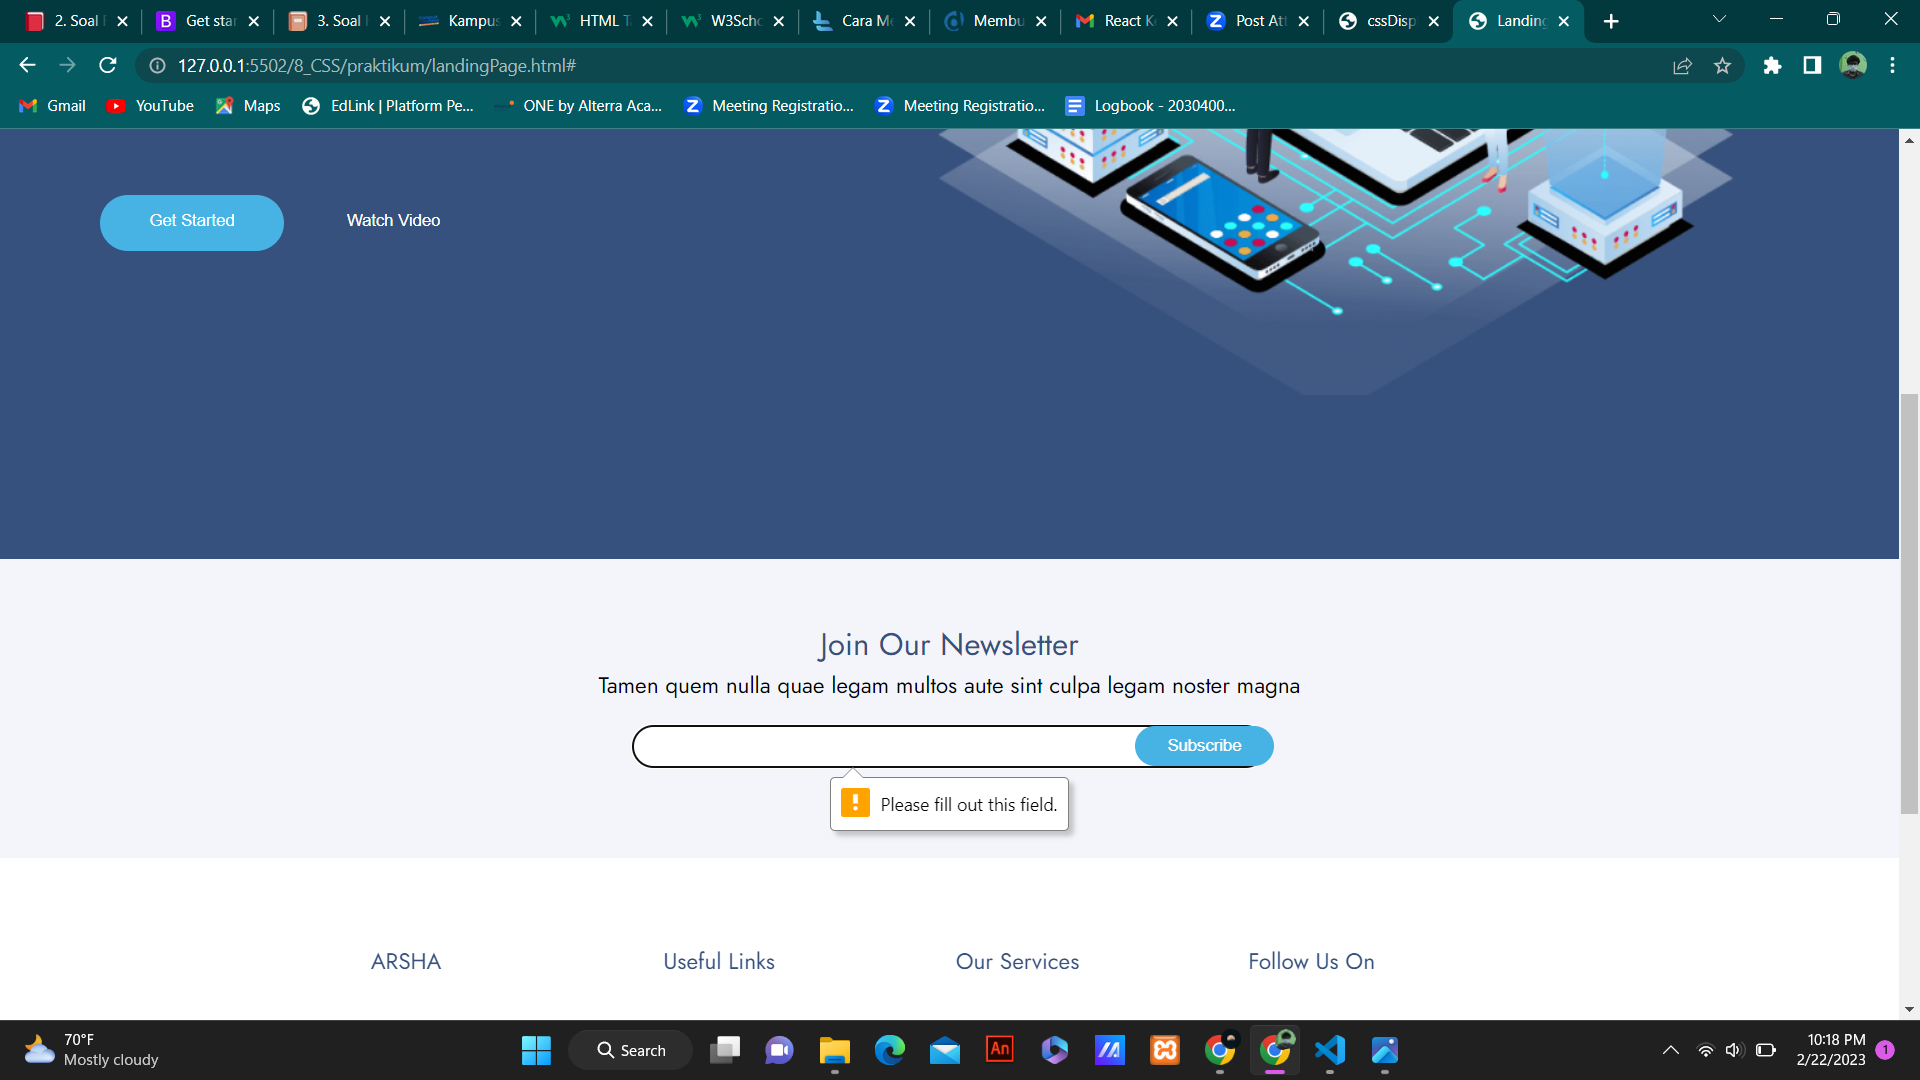 2. Soal
Get star
3. Soal
Kampus
HTML T
W3Scho
Cara Me
Membu
React K
Post Att
cssDisp
Landing
127.0.0.1:5502/8_CSS/praktikum/landingPage.html#
Gmail
YouTube
Maps
EdLink | Platform Pe...
ONE by Alterra Aca...
Meeting Registratio...
Meeting Registratio...
Logbook - 2030400...
Get Started
Watch Video
Join Our Newsletter
Tamen quem nulla quae legam multos aute sint culpa legam noster magna
Subscribe
Please fill out this field.
ARSHA
Useful Links
Our Services
Follow Us On
70°F
Mostly cloudy
Search
An
10:18 PM
2/22/2023
1